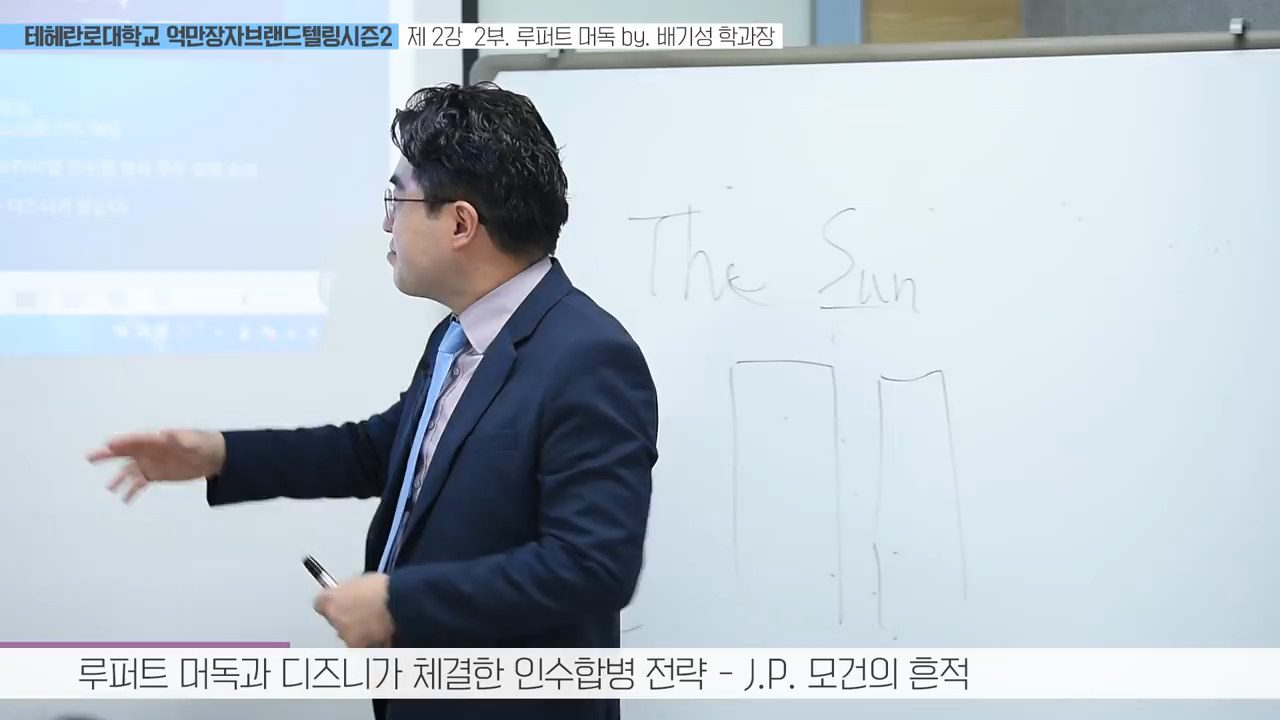 테헤란로대학교 억만장자브랜드텔링시즌2 제 2강 2부. 루퍼트 머독 by. 배기성 학과장
The Sun
루퍼트 머독과 디즈니가 체결한 인수합병 전략 - J.P. 모건의 흔적